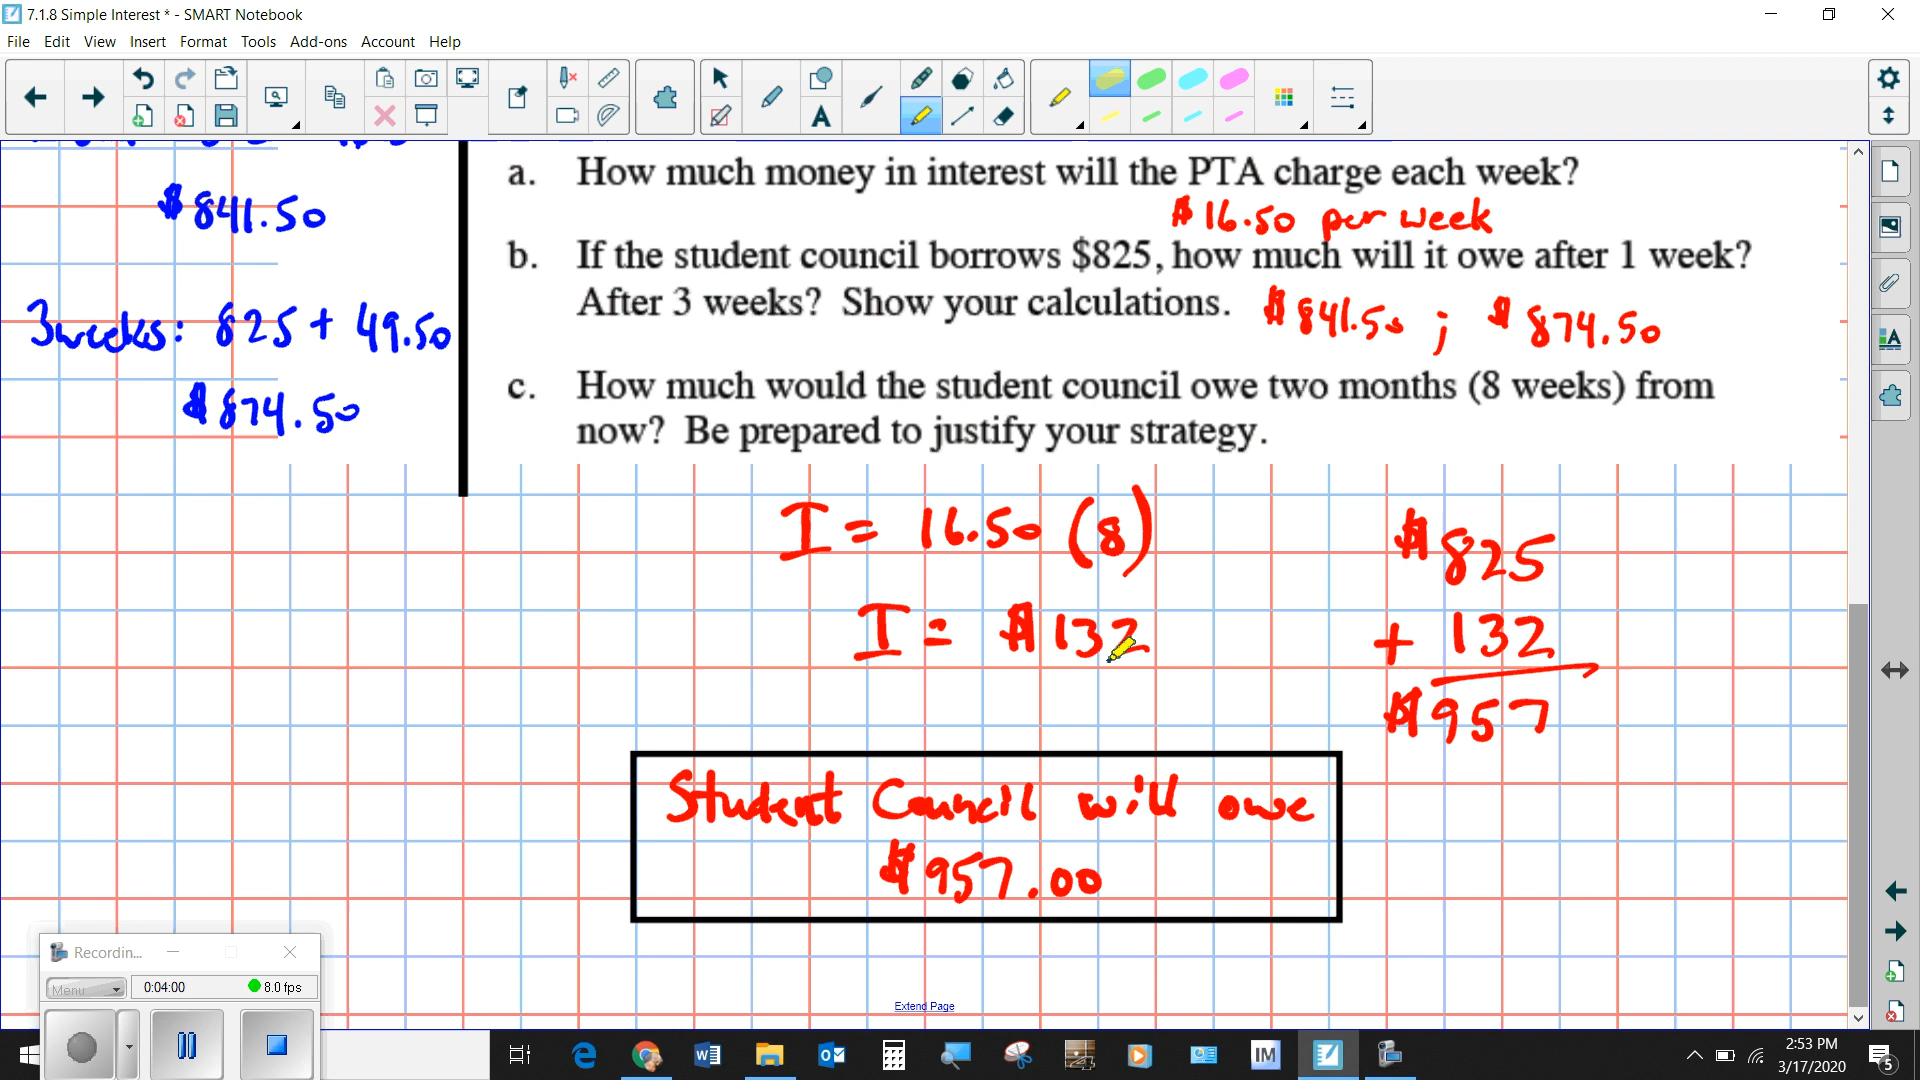 7.1.8 Simple Interest * - SMART Notebook
File Edit View Insert Format Tools Add-ons Account Help
$841.50
3weeks: 825 + 49.50
$874.50
a. How much money in interest will the PTA charge each week?
$16.50 per week
b. If the student council borrows $825, how much will it owe after 1 week?
After 3 weeks? Show your calculations. $841.50 ; $874.50
c. How much would the student council owe two months (8 weeks) from
now? Be prepared to justify your strategy.
I = 16.50 (8)
I = $132
$825
+ 132
$957
Student Council will owe
$957.00
Extend Page
Recordin...
Menu 0:04:00 8.0 fps
IM
2:53 PM
3/17/2020
5